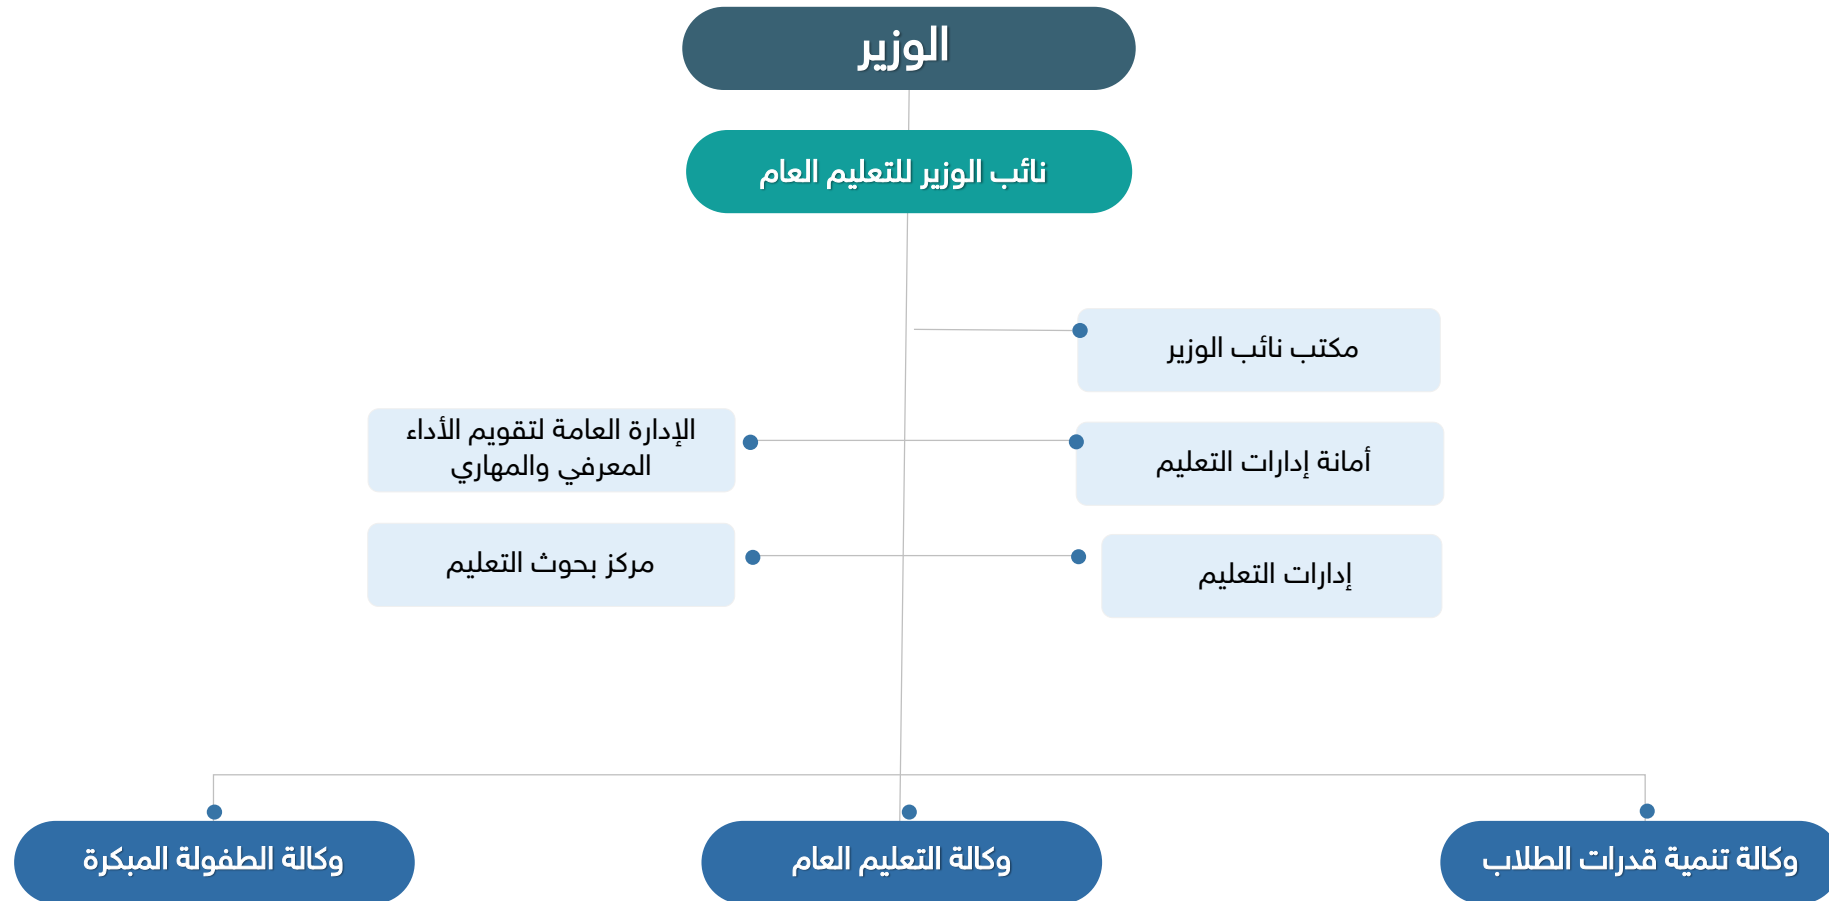 الوزير
نائب الوزير للتعليم العام
مكتب نائب الوزير
أمانة إدارات التعليم
الإدارة العامة لتقويم الأداء
المعرفي والمهاري
إدارات التعليم
مركز بحوث التعليم
وكالة تنمية قدرات الطلاب
وكالة التعليم العام
وكالة الطفولة المبكرة